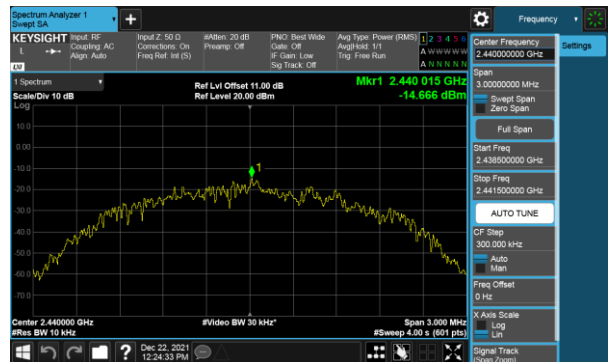 Spectrum Analyzer 1
Swept SA
Frequency
KEYSIGHT
Input: RF
Coupling: AC
Align: Auto
Input Z: 50 Ω
Corrections: On
Freq Ref: Int (S)
#Atten: 20 dB
Preamp: Off
PNO: Best Wide
Gate: Off
IF Gain: Low
Sig Track: Off
Avg Type: Power (RMS)
Avg|Hold: 1/1
Trig: Free Run
1 2 3 4 5 6
A W W W W W
A N N N N N
L
LXI
1 Spectrum
Scale/Div 10 dB
Ref Lvl Offset 11.00 dB
Ref Level 20.00 dBm
Mkr1 2.440 015 GHz
-14.666 dBm
Log
10.0
0.00
-10.0
-20.0
-30.0
-40.0
-50.0
-60.0
-70.0
1
Center 2.440000 GHz
#Res BW 10 kHz
#Video BW 30 kHz*
Span 3.000 MHz
#Sweep 4.00 s (601 pts)
Center Frequency
2.440000000 GHz
Settings
Span
3.00000000 MHz
Swept Span
Zero Span
Full Span
Start Freq
2.438500000 GHz
Stop Freq
2.441500000 GHz
AUTO TUNE
CF Step
300.000 kHz
Auto
Man
Freq Offset
0 Hz
X Axis Scale
Log
Lin
Signal Track
(Span Zoom)
Dec 22, 2021
12:24:33 PM